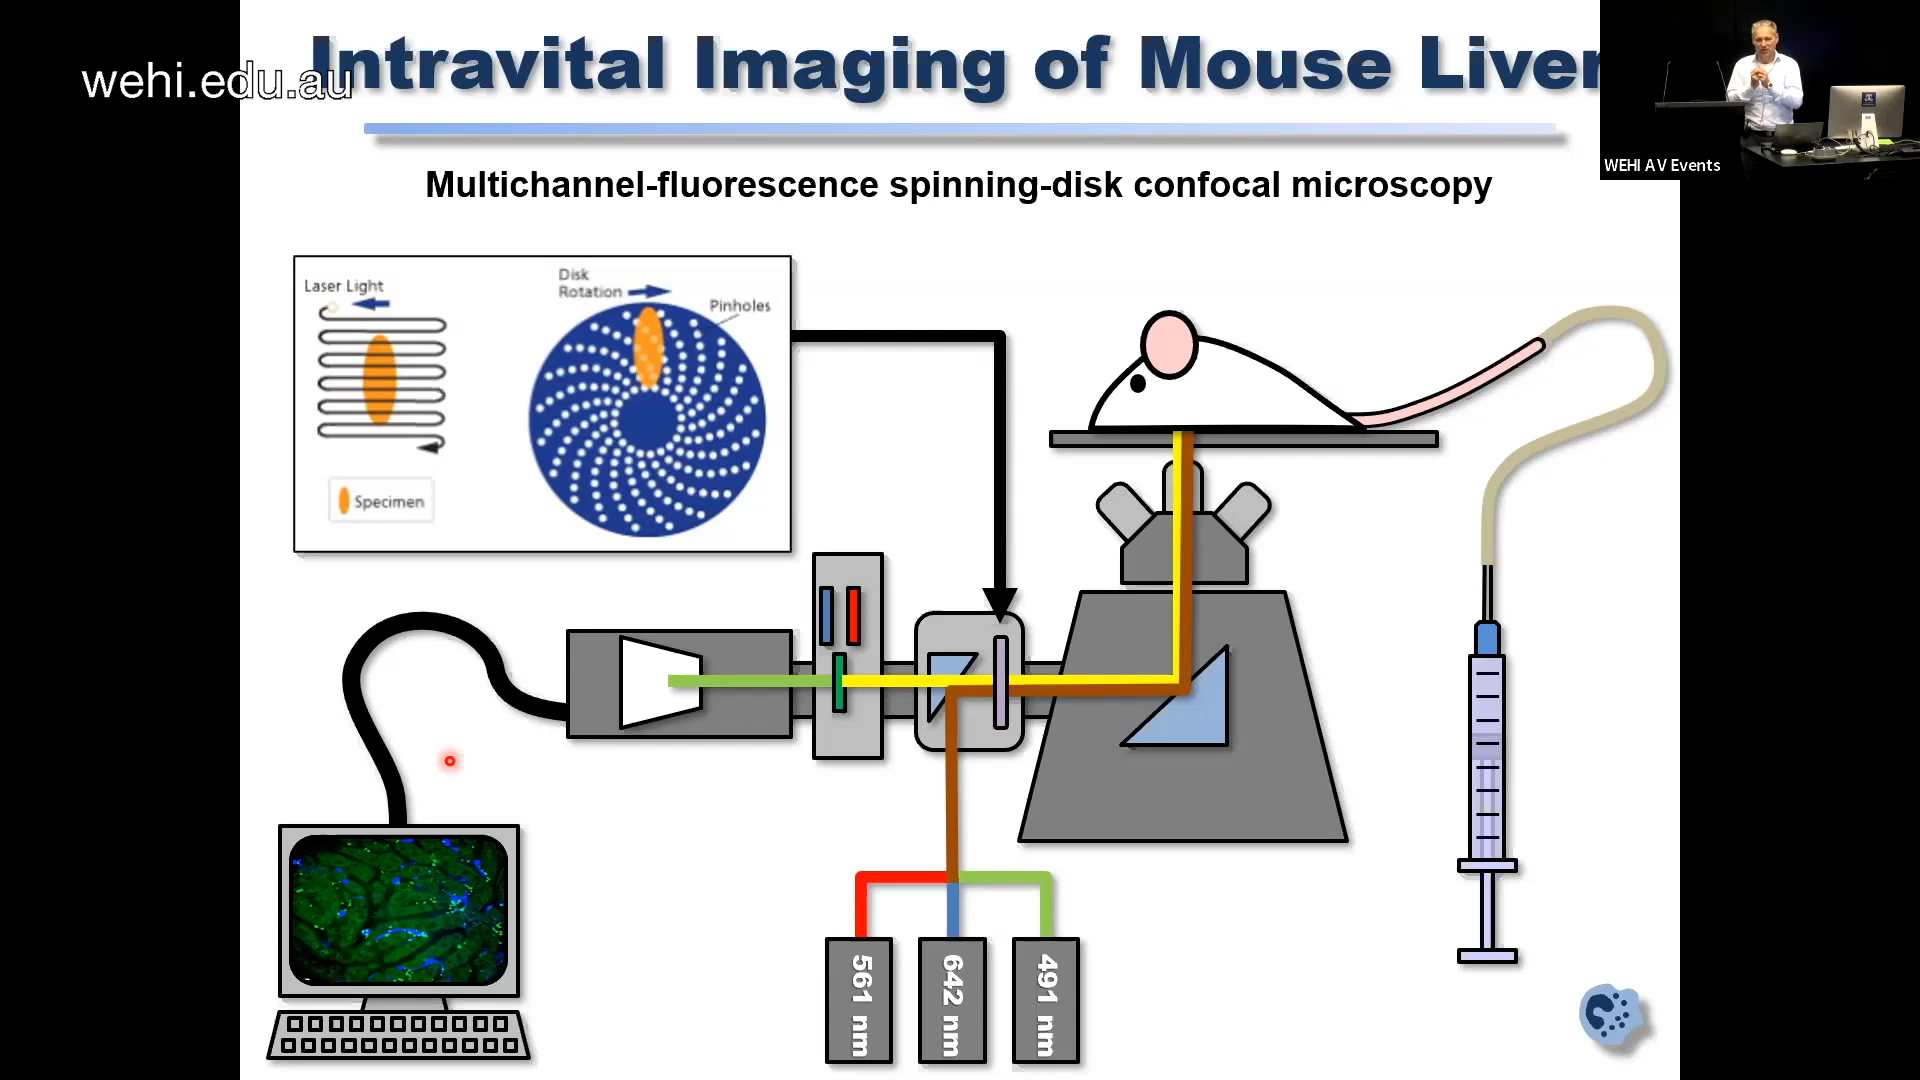 wehi.edu.au
Intravital Imaging of Mouse Liver
WEHI AV Events
Multichannel-fluorescence spinning-disk confocal microscopy
Laser Light
Disk
Rotation
Pinholes
Specimen
561 nm
642 nm
491 nm